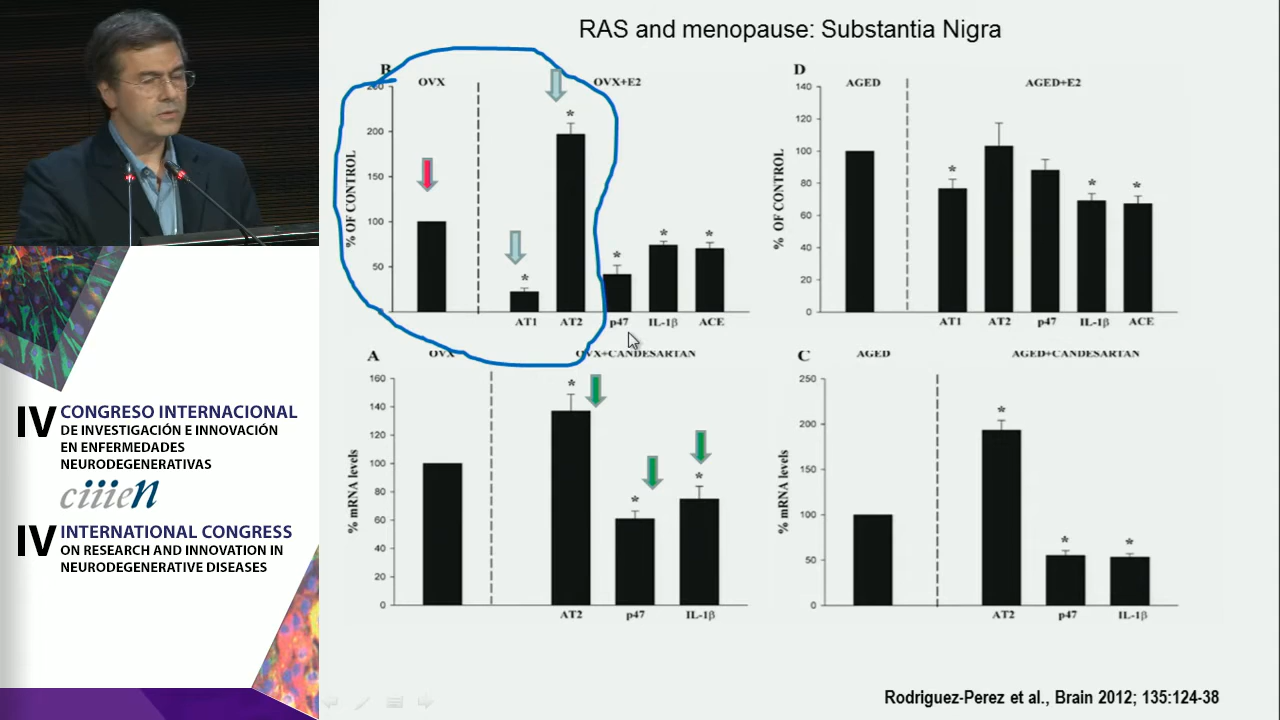 RAS and menopause: Substantia Nigra
B
OVX
OVX+E2
% OF CONTROL
200
150
100
50
AT1
AT2
p47
IL-1β
ACE
*
*
*
*
*
D
AGED
AGED+E2
% OF CONTROL
140
120
100
80
60
40
20
0
AT1
AT2
p47
IL-1β
ACE
*
*
*
A
OVX
OVX+CANDESARTAN
% mRNA levels
160
140
120
100
80
60
40
20
0
AT2
p47
IL-1β
*
*
*
C
AGED
AGED+CANDESARTAN
% mRNA levels
250
200
150
100
50
0
AT2
p47
IL-1β
*
*
*
Rodriguez-Perez et al., Brain 2012; 135:124-38
IV CONGRESO INTERNACIONAL
DE INVESTIGACIÓN E INNOVACIÓN
EN ENFERMEDADES
NEURODEGENERATIVAS
ciiieN
IV INTERNATIONAL CONGRESS
ON RESEARCH AND INNOVATION IN
NEURODEGENERATIVE DISEASES